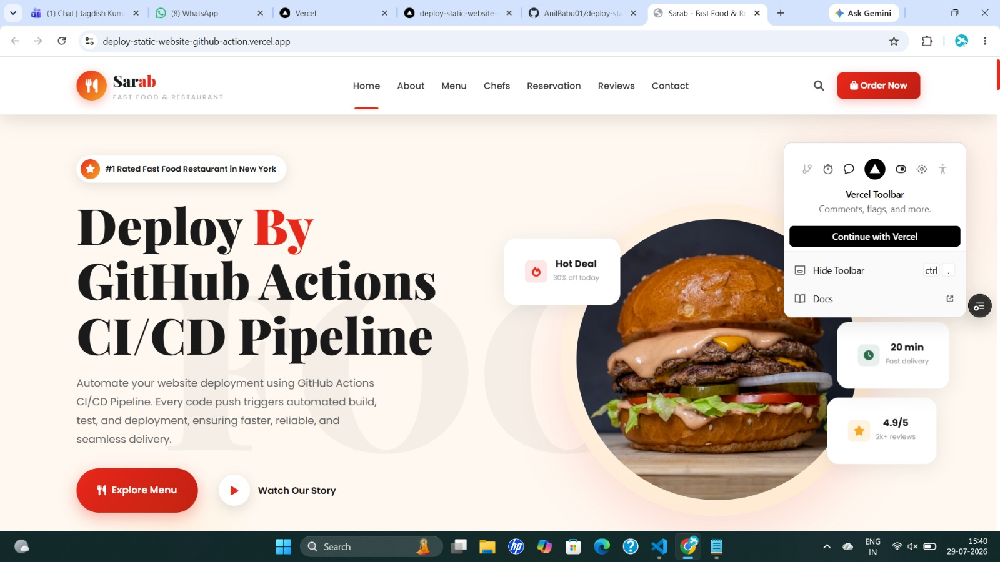 (1) Chat | Jagdish Kum
(8) WhatsApp
Vercel
deploy-static-website-
AnilBabu01/deploy-sta
Sarab - Fast Food & Re
Ask Gemini
deploy-static-website-github-action.vercel.app
Sarab
FAST FOOD & RESTAURANT
Home
About
Menu
Chefs
Reservation
Reviews
Contact
Order Now
#1 Rated Fast Food Restaurant in New York
Deploy By
GitHub Actions
CI/CD Pipeline
FOO
Automate your website deployment using GitHub Actions
CI/CD Pipeline. Every code push triggers automated build,
test, and deployment, ensuring faster, reliable, and
seamless delivery.
Explore Menu
Watch Our Story
Hot Deal
30% off today
Vercel Toolbar
Comments, flags, and more.
Continue with Vercel
Hide Toolbar
ctrl .
Docs
20 min
Fast delivery
4.9/5
2k+ reviews
Search
hp
ENG
IN
15:40
29-07-2026